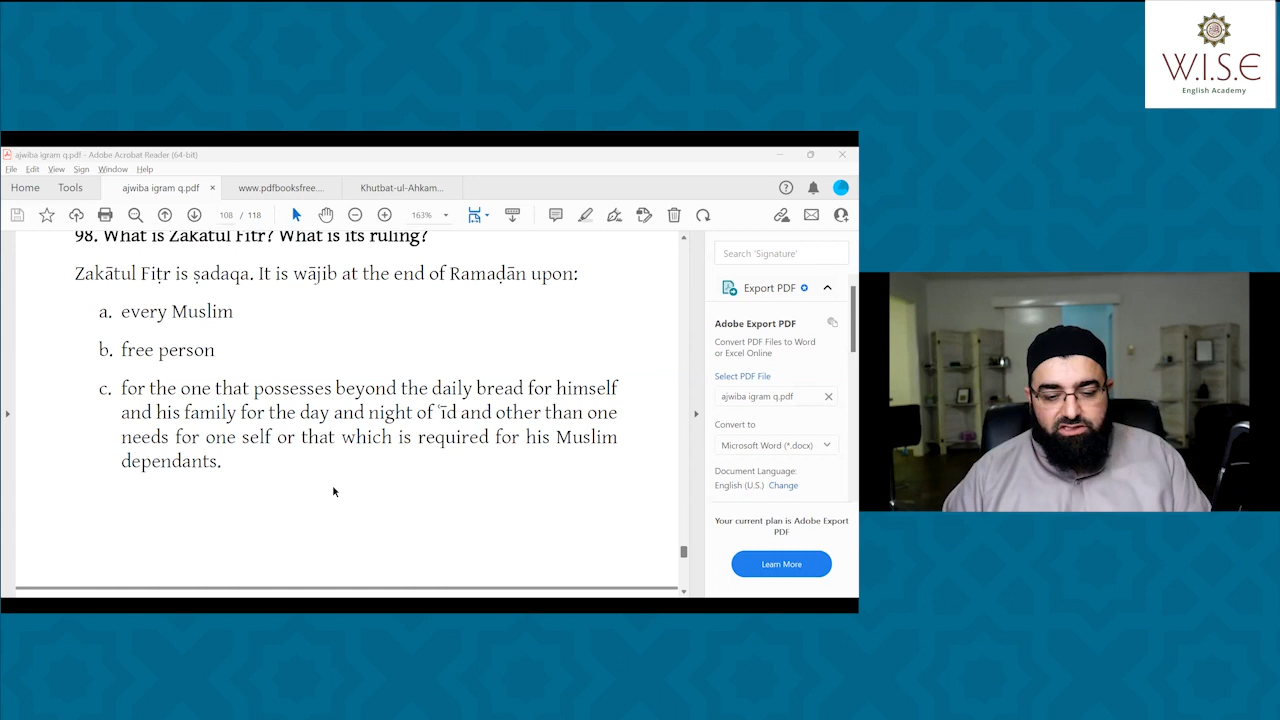 W.I.S.E
English Academy
ajwiba igram q.pdf - Adobe Acrobat Reader (64-bit)
File Edit View Sign Window Help
Home Tools ajwiba igram q.pdf × www.pdfbooksfree.... Khutbat-ul-Ahkam...
108 / 118 163%
98. What is Zakātul Fiṭr? What is its ruling?
Zakātul Fiṭr is ṣadaqa. It is wājib at the end of Ramaḍān upon:
a. every Muslim
b. free person
c. for the one that possesses beyond the daily bread for himself
and his family for the day and night of ʿĪd and other than one
needs for one self or that which is required for his Muslim
dependants.
Search 'Signature'
Export PDF
Adobe Export PDF
Convert PDF Files to Word
or Excel Online
Select PDF File
ajwiba igram q.pdf
Convert to
Microsoft Word (*.docx)
Document Language:
English (U.S.) Change
Your current plan is Adobe Export
PDF
Learn More